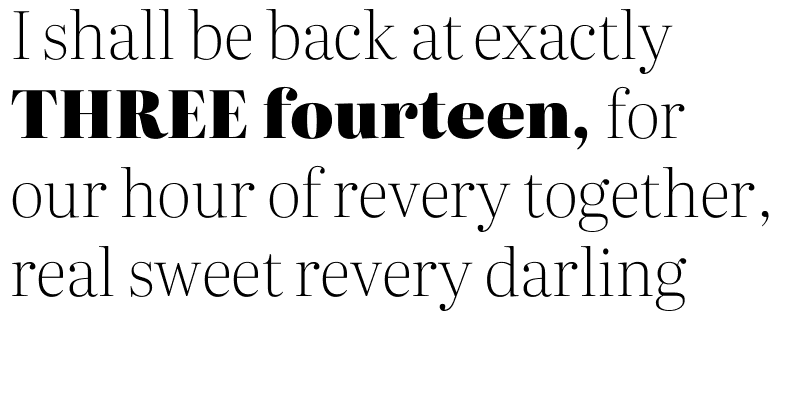 I shall be back at exactly
THREE fourteen, for
our hour of revery together,
real sweet revery darling